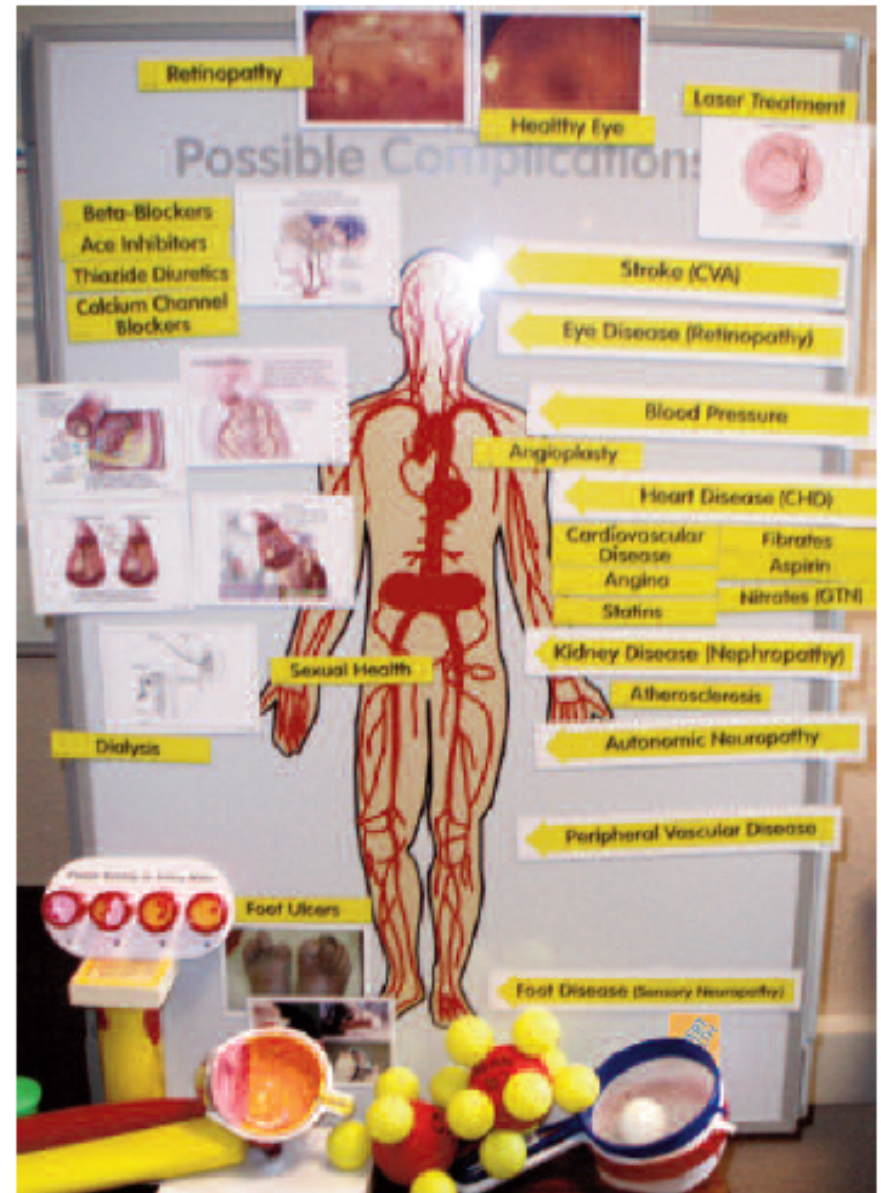 Retinopathy
Healthy Eye
Laser Treatment
Possible Complications
Beta-Blockers
Ace Inhibitors
Thiazide Diuretics
Calcium Channel
Blockers
Stroke (CVA)
Eye Disease (Retinopathy)
Blood Pressure
Angioplasty
Heart Disease (CHD)
Cardiovascular
Disease
Fibrates
Aspirin
Angina
Nitrates (GTN)
Statins
Kidney Disease (Nephropathy)
Sexual Health
Atherosclerosis
Dialysis
Autonomic Neuropathy
Peripheral Vascular Disease
Foot Ulcers
Foot Disease (Sensory Neuropathy)